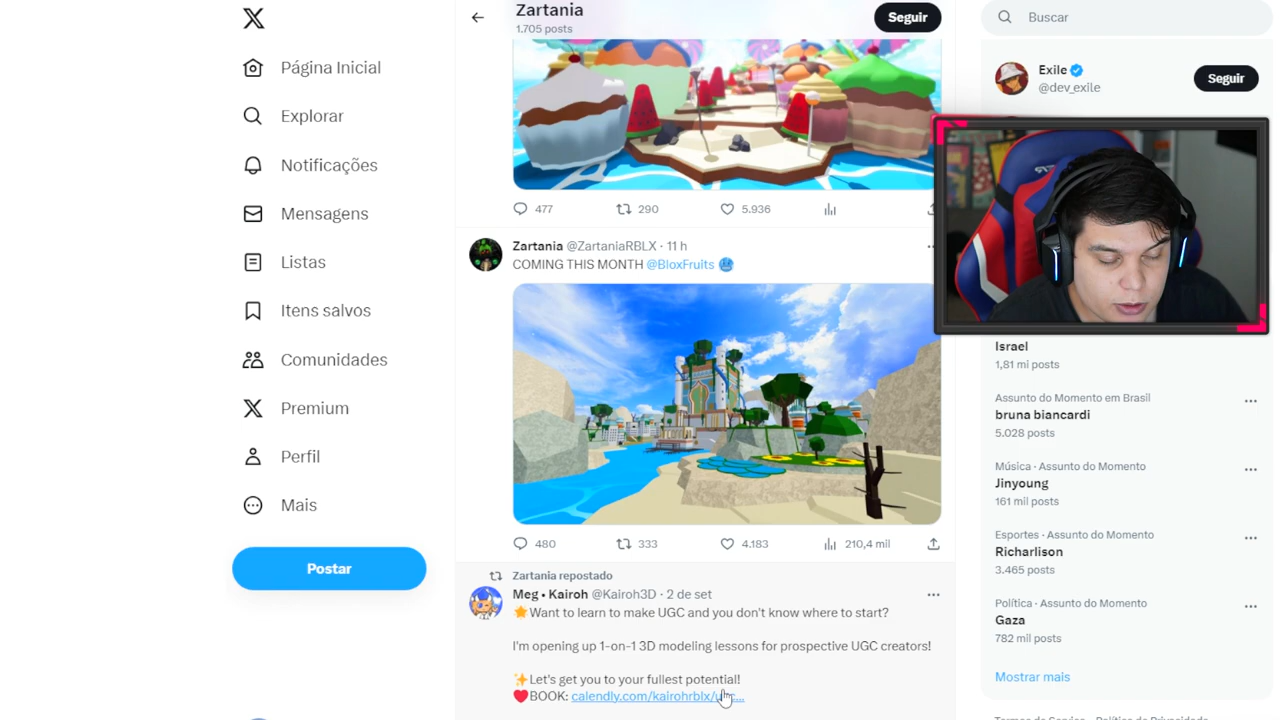 Página Inicial
Explorar
Notificações
Mensagens
Listas
Itens salvos
Comunidades
Premium
Perfil
Mais
Postar
Zartania
1.705 posts
Seguir
477 290 5.936
Zartania @ZartaniaRBLX · 11 h
COMING THIS MONTH @BloxFruits 🥶
480 333 4.183 210,4 mil
Zartania repostado
Meg • Kairoh @Kairoh3D · 2 de set
🌟Want to learn to make UGC and you don't know where to start?
I'm opening up 1-on-1 3D modeling lessons for prospective UGC creators!
✨Let's get you to your fullest potential!
❤️BOOK: calendly.com/kairohrblx/
Buscar
Exile
@dev_exile
Seguir
Israel
1,81 mi posts
Assunto do Momento em Brasil
bruna biancardi
5.028 posts
Música · Assunto do Momento
Jinyoung
161 mil posts
Esportes · Assunto do Momento
Richarlison
3.465 posts
Política · Assunto do Momento
Gaza
782 mil posts
Mostrar mais